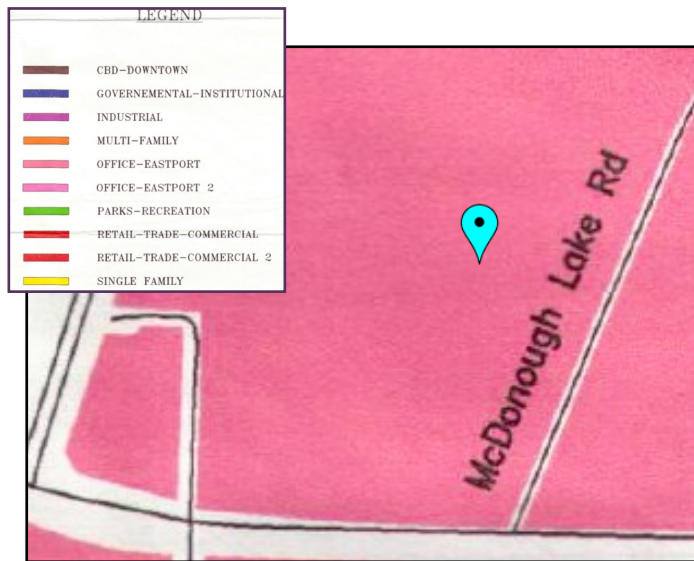 LEGEND
CBD-DOWNTOWN
GOVERNEMENTAL-INSTITUTIONAL
INDUSTRIAL
MULTI-FAMILY
OFFICE-EASTPORT
OFFICE-EASTPORT 2
PARKS-RECREATION
RETAIL-TRADE-COMMERCIAL
RETAIL-TRADE-COMMERCIAL 2
SINGLE FAMILY
McDonough Lake Rd